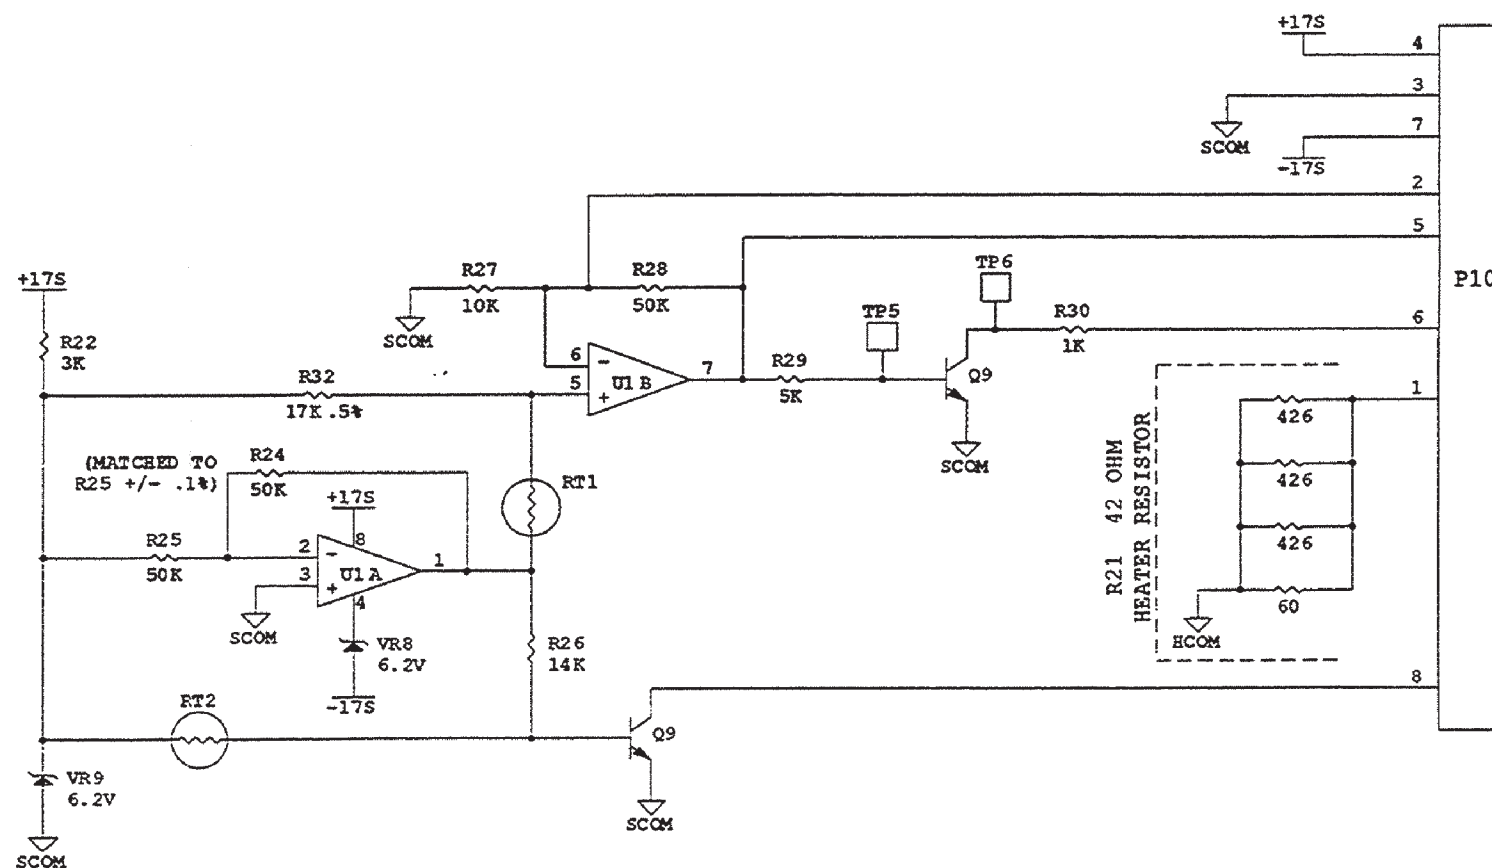 +17S
4
3
7
SCOM
-17S
2
5
TP6
R27
R28
+17S
10K
50K
TP5
R30
P10
SCOM
6
1K
R22
3K
6
7
R29
Q9
U1B
R32
5
5K
1
17K .5%
426
SCOM
(MATCHED TO
R25 +/- .1%)
R24
50K
+17S
RT1
426
R21 42 OHM
HEATER RESISTOR
R25
50K
2
8
1
3
U1A
4
426
SCOM
60
VR8
6.2V
R26
14K
HCOM
-17S
RT2
8
Q9
VR9
6.2V
SCOM
SCOM